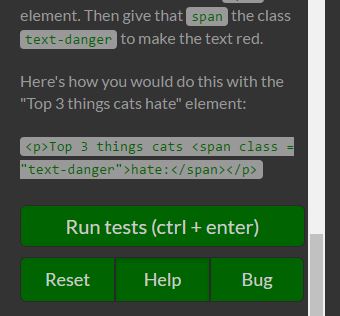 element. Then give that span the class
text-danger to make the text red.
Here's how you would do this with the
"Top 3 things cats hate" element:
<p>Top 3 things cats <span class =
"text-danger">hate:</span></p>
Run tests (ctrl + enter)
Reset
Help
Bug